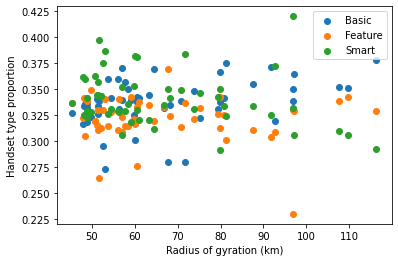 0.425
0.400
0.375
0.350
0.325
0.300
0.275
0.250
0.225
Handset type proportion
Basic
Feature
Smart
50 60 70 80 90 100 110
Radius of gyration (km)